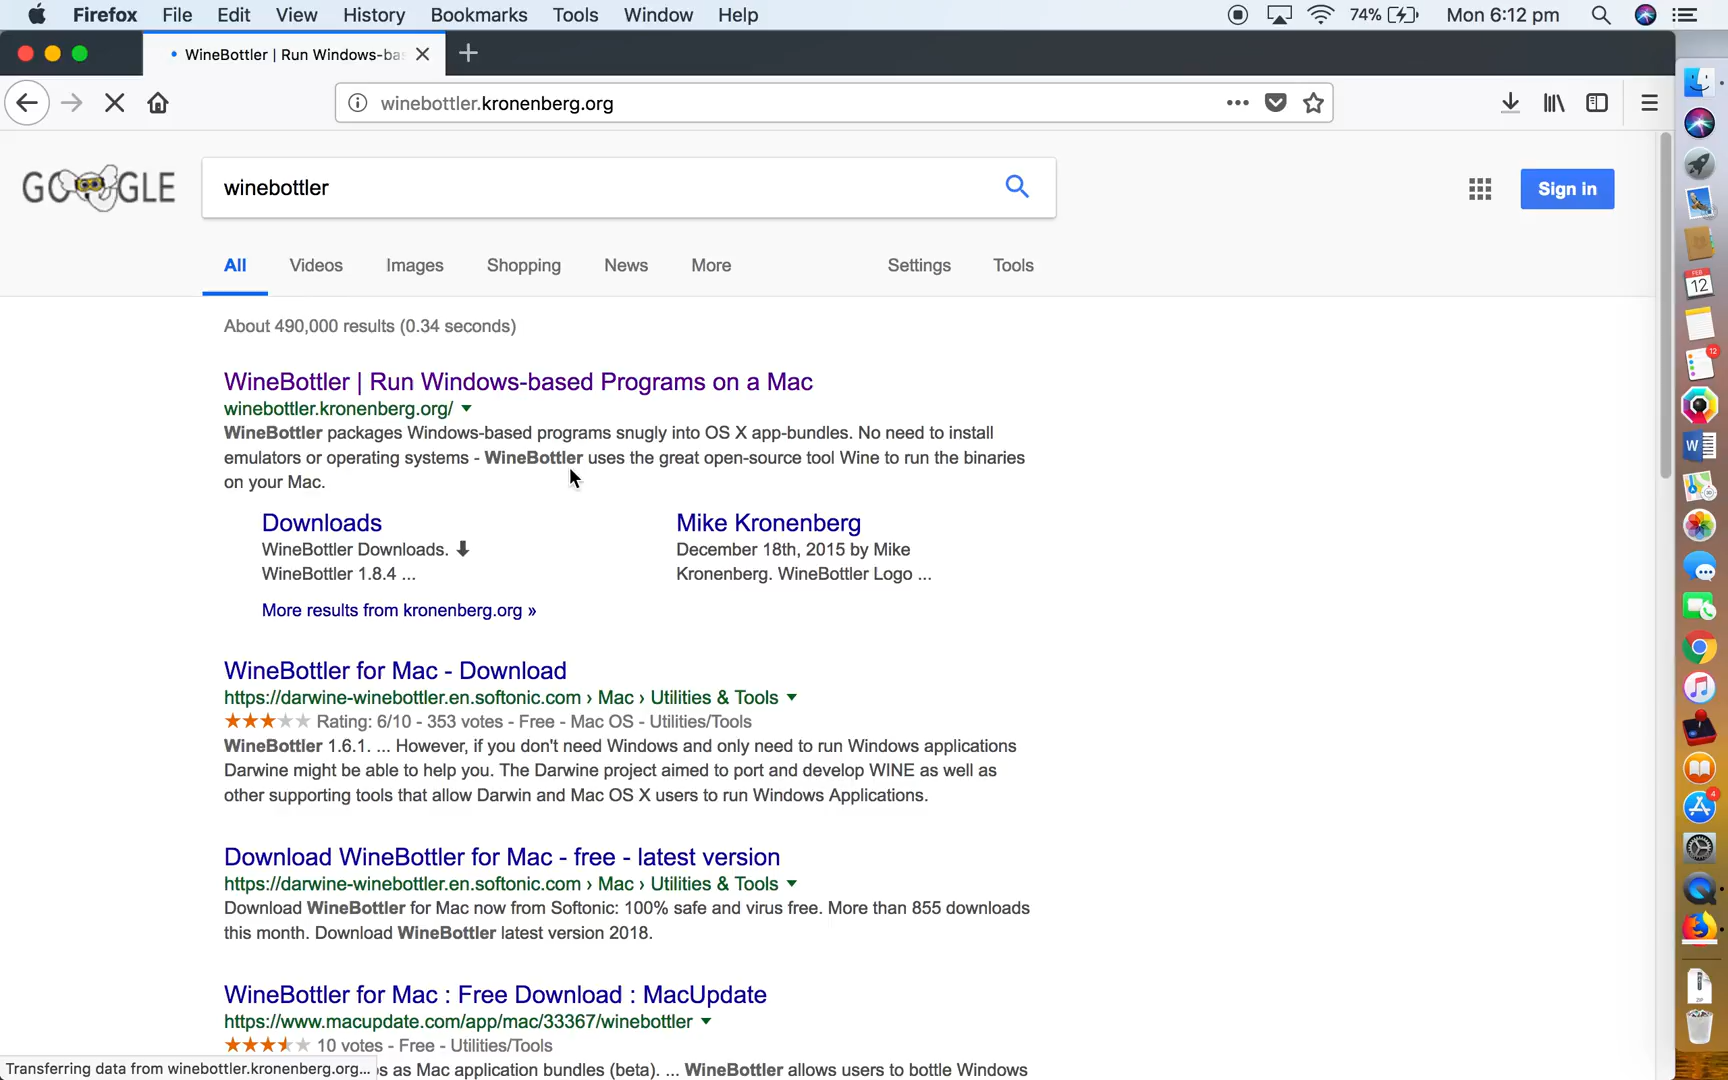 Firefox File Edit View History Bookmarks Tools Window Help 74% Mon 6:12 pm
WineBottler | Run Windows-ba
winebottler.kronenberg.org
GOOGLE
winebottler
Sign in
All Videos Images Shopping News More Settings Tools
About 490,000 results (0.34 seconds)
WineBottler | Run Windows-based Programs on a Mac
winebottler.kronenberg.org/
WineBottler packages Windows-based programs snugly into OS X app-bundles. No need to install
emulators or operating systems - WineBottler uses the great open-source tool Wine to run the binaries
on your Mac.
Downloads
WineBottler Downloads.
WineBottler 1.8.4 ...
Mike Kronenberg
December 18th, 2015 by Mike
Kronenberg. WineBottler Logo ...
More results from kronenberg.org »
WineBottler for Mac - Download
https://darwine-winebottler.en.softonic.com › Mac › Utilities & Tools
Rating: 6/10 - 353 votes - Free - Mac OS - Utilities/Tools
WineBottler 1.6.1. ... However, if you don't need Windows and only need to run Windows applications
Darwine might be able to help you. The Darwine project aimed to port and develop WINE as well as
other supporting tools that allow Darwin and Mac OS X users to run Windows Applications.
Download WineBottler for Mac - free - latest version
https://darwine-winebottler.en.softonic.com › Mac › Utilities & Tools
Download WineBottler for Mac now from Softonic: 100% safe and virus free. More than 855 downloads
this month. Download WineBottler latest version 2018.
WineBottler for Mac : Free Download : MacUpdate
https://www.macupdate.com/app/mac/33367/winebottler
10 votes - Free - Utilities/Tools
s as Mac application bundles (beta). ... WineBottler allows users to bottle Windows
Transferring data from winebottler.kronenberg.org...
FEB
12
12
W
4
ZIP